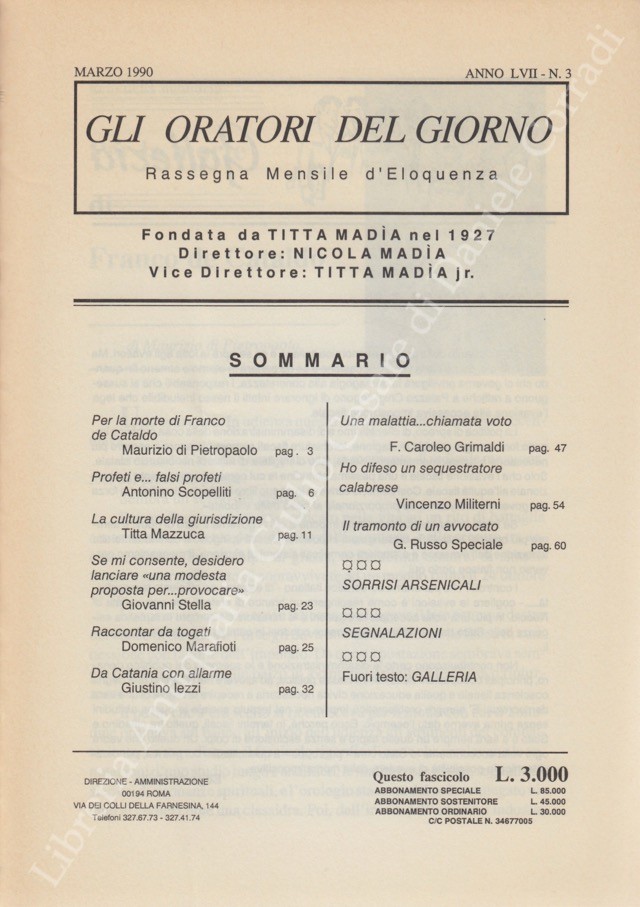 MARZO 1990
ANNO LVII - N. 3
GLI ORATORI DEL GIORNO
Rassegna Mensile d'Eloquenza
Fondata da TITTA MADÌA nel 1927
Direttore: NICOLA MADÌA
Vice Direttore: TITTA MADÌA jr.
SOMMARIO
Per la morte di Franco
de Cataldo
Maurizio di Pietropaolo pag. 3
Profeti e... falsi profeti
Antonino Scopelliti pag. 6
La cultura della giurisdizione
Titta Mazzuca pag. 11
Se mi consente, desidero
lanciare «una modesta
proposta per...provocare»
Giovanni Stella pag. 23
Raccontar da togati
Domenico Marafioti pag. 25
Da Catania con allarme
Giustino Iezzi pag. 32
Una malattia...chiamata voto
F. Caroleo Grimaldi pag. 47
Ho difeso un sequestratore
calabrese
Vincenzo Militerni pag. 54
Il tramonto di un avvocato
G. Russo Speciale pag. 60
¤¤¤
SORRISI ARSENICALI
¤¤¤
SEGNALAZIONI
¤¤¤
Fuori testo: GALLERIA
DIREZIONE - AMMINISTRAZIONE
00194 ROMA
VIA DEI COLLI DELLA FARNESINA, 144
Telefoni 327.67.73 - 327.41.74
Questo fascicolo L. 3.000
ABBONAMENTO SPECIALE L. 85.000
ABBONAMENTO SOSTENITORE L. 45.000
ABBONAMENTO ORDINARIO L. 30.000
C/C POSTALE N. 34677005